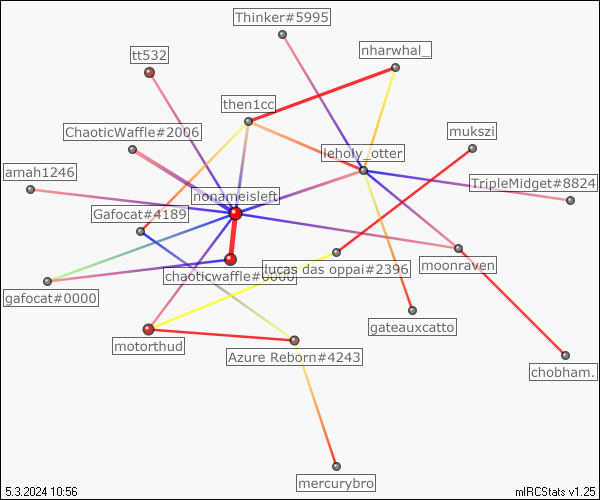 Thinker#5995
nharwhal_
tt532
then1cc
ChaoticWaffle#2006
mukszi
leholy_otter
amah1246
TripleMidget#8824
nonameisleft
Gafocat#4189
moonraven
lucas das oppai#2396
chaoticwaffle#0000
gafocat#0000
gateauxcatto
motorthud
Azure Reborn#4243
chobham.
mercurybro
5.3.2024 10:56
mIRCStats v1.25